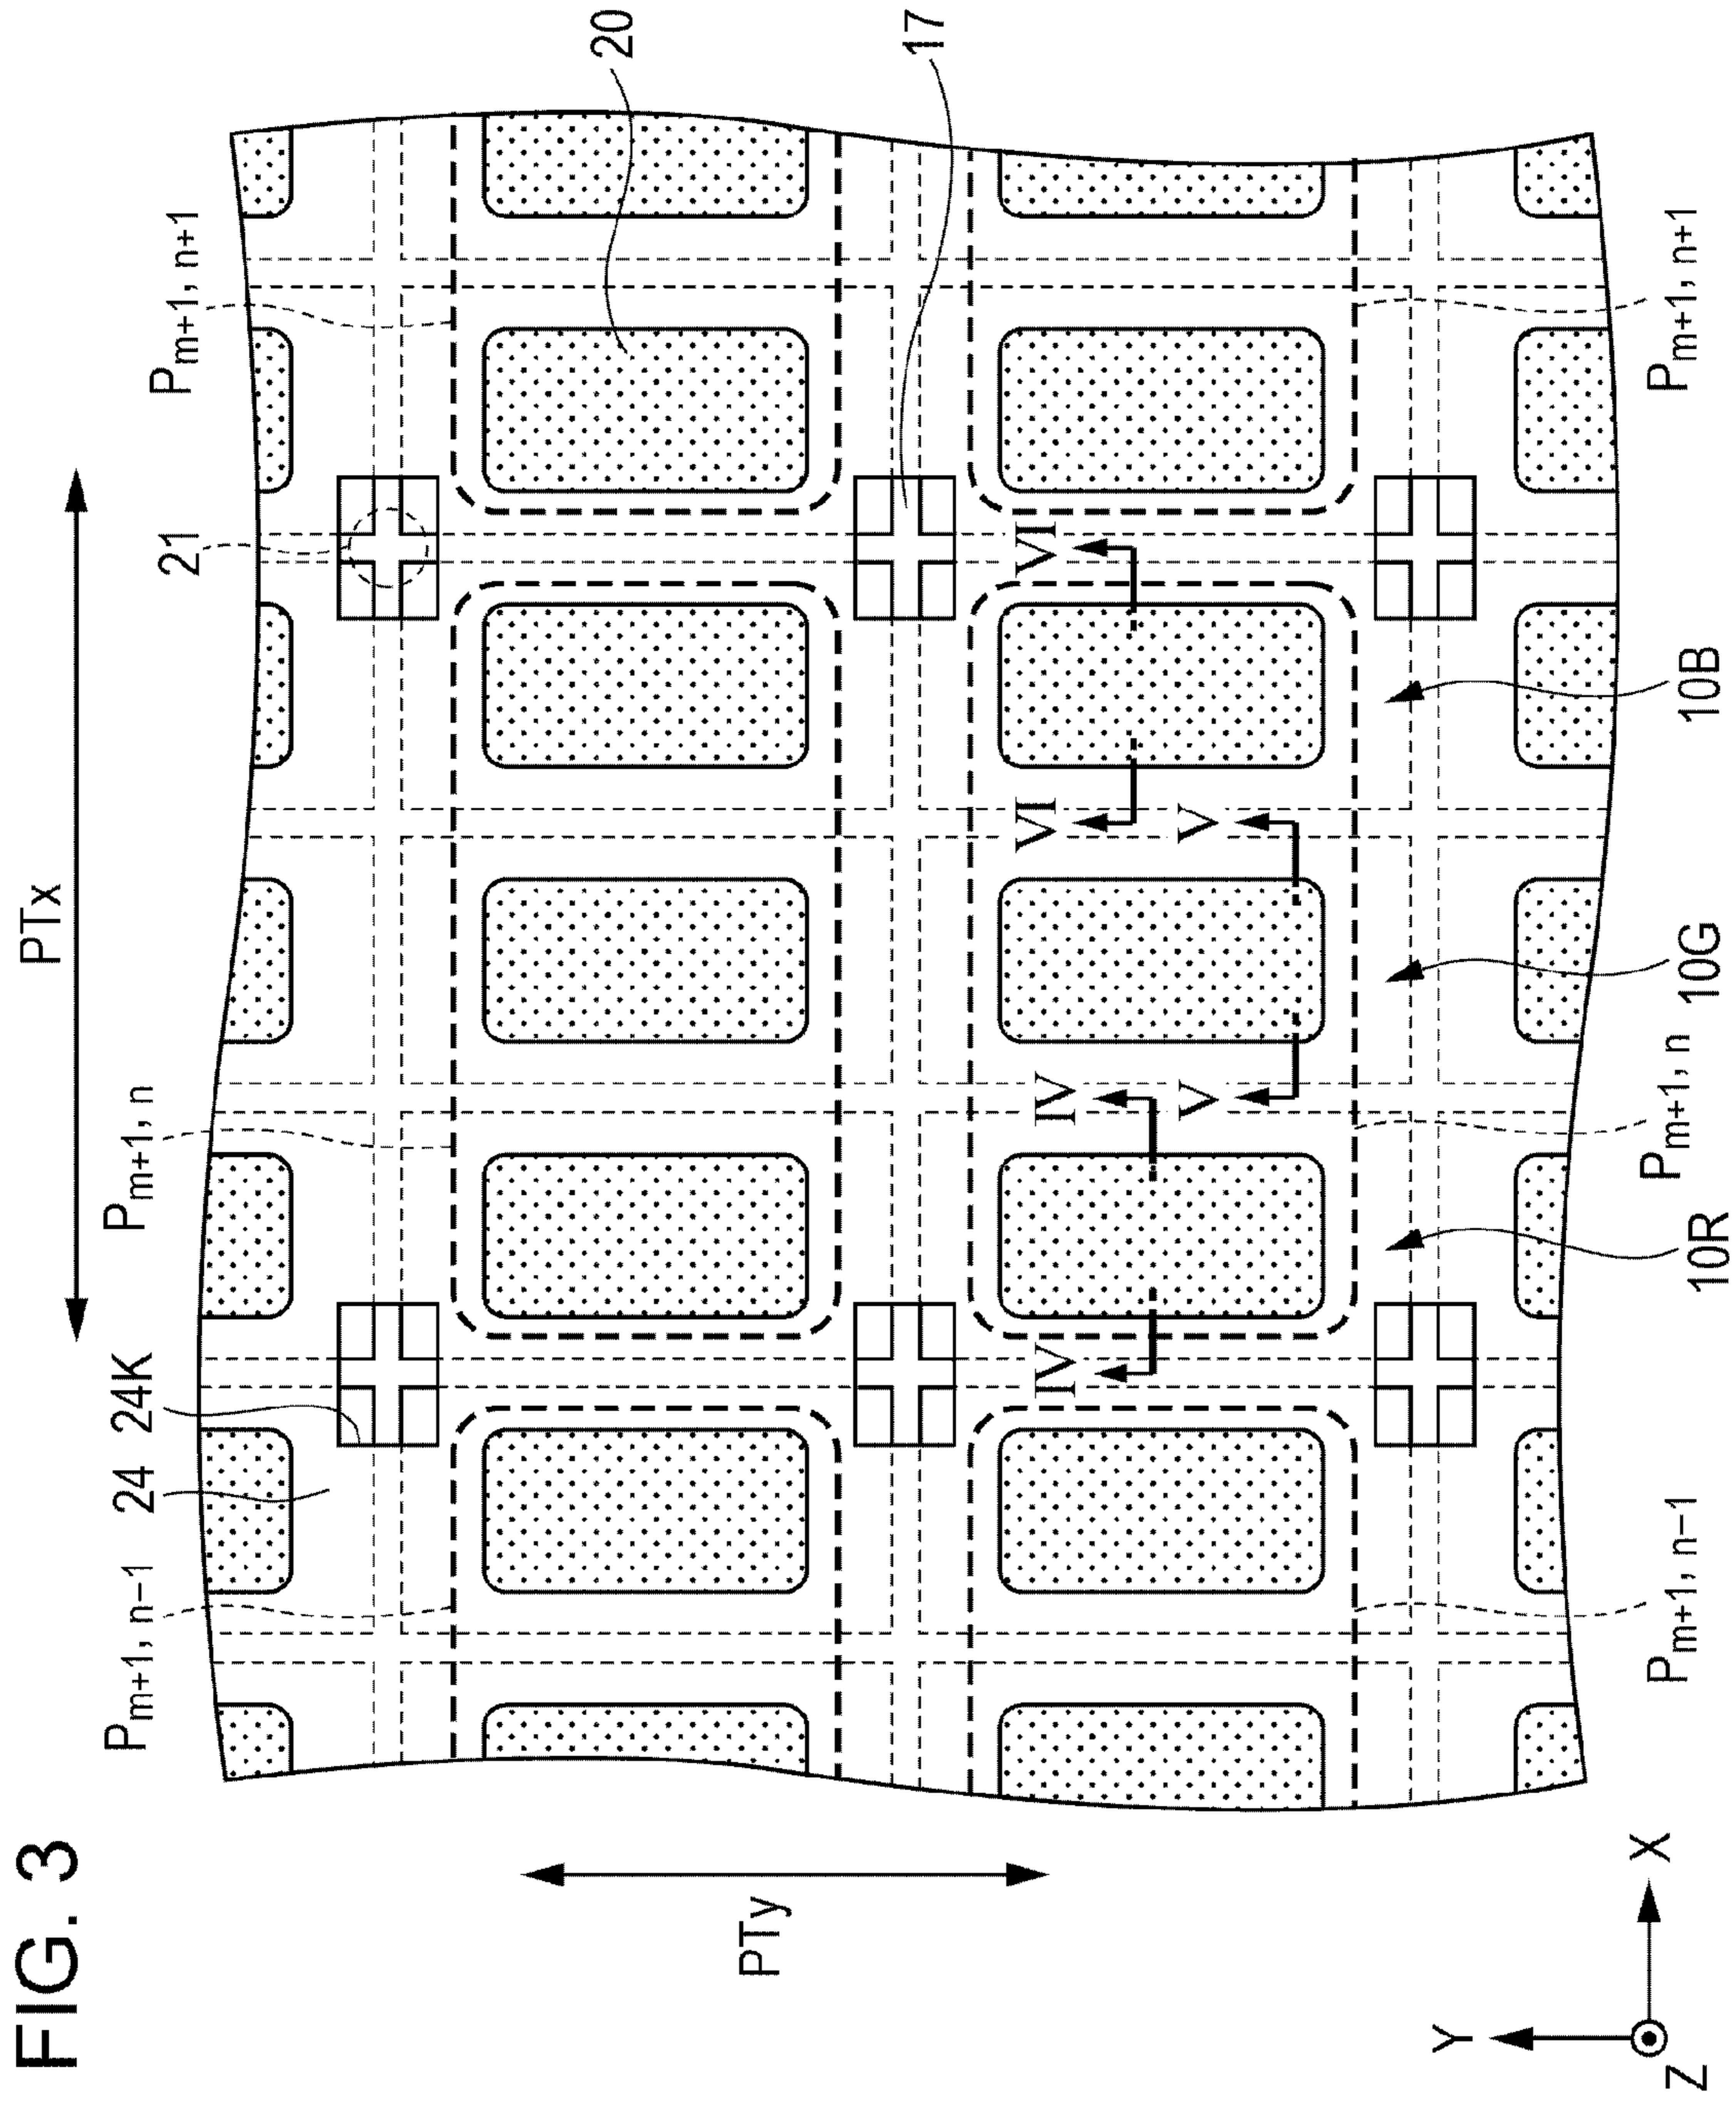 FIG. 3
PTx
Pm+1, n−1
24
24K
Pm+1, n
21
Pm+1, n+1
20
PTy
17
IV
IV
VI
VI
V
V
Y
X
Z
Pm+1, n−1
10R
Pm+1, n
10G
10B
Pm+1, n+1